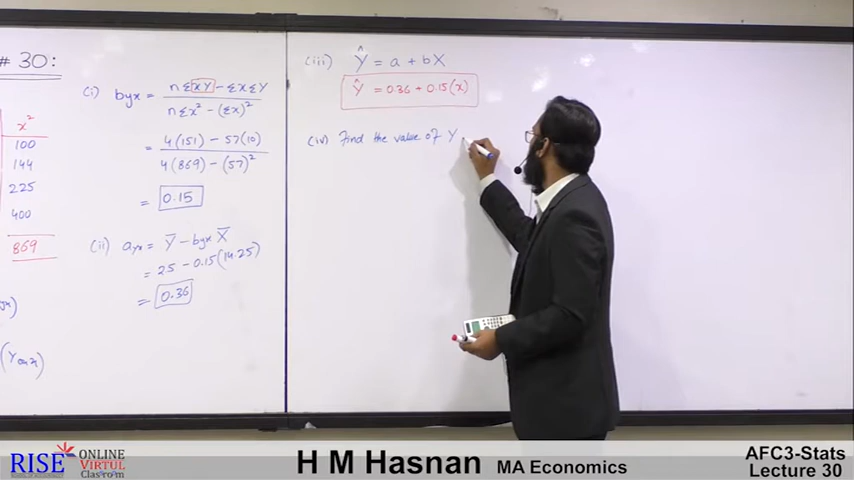 # 30:
x²
100
144
225
400
869
(Y on x)
(i) byx = nΣxY - ΣxΣY
nΣx² - (Σx)²
= 4(151) - 57(10)
4(869) - (57)²
= 0.15
(ii) ayx = Y̅ - byx X̅
= 25 - 0.15(14.25)
= 0.36
(iii) Ŷ = a + bX
Ŷ = 0.36 + 0.15(x)
(iv) Find the value of Y
RISE ONLINE VIRTUL Classroom
H M Hasnan MA Economics
AFC3-Stats
Lecture 30